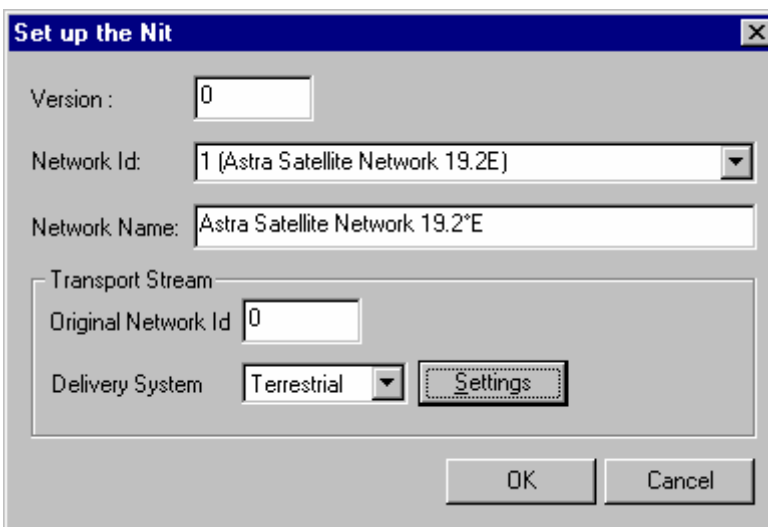 Set up the Nit
Version : 0
Network Id: 1 (Astra Satellite Network 19.2E)
Network Name: Astra Satellite Network 19.2°E
Transport Stream
Original Network Id 0
Delivery System Terrestrial Settings
OK Cancel